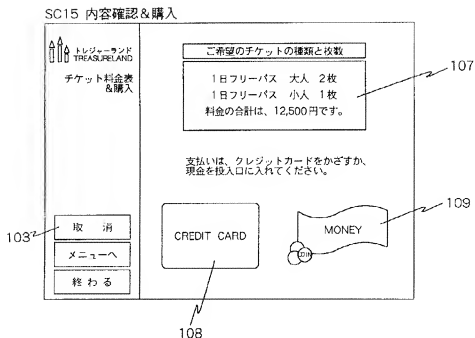 SC15 内容確認&購入
トレジャーランド
TREASURELAND
チケット料金表
&購入
ご希望のチケットの種類と枚数
1日フリーパス 大人 2枚
1日フリーパス 小人 1枚
料金の合計は、12,500円です。
107
支払いは、クレジットカードをかざすか、
現金を投入口に入れてください。
109
103
取 消
メニューへ
終わる
CREDIT CARD
MONEY
COIN
108